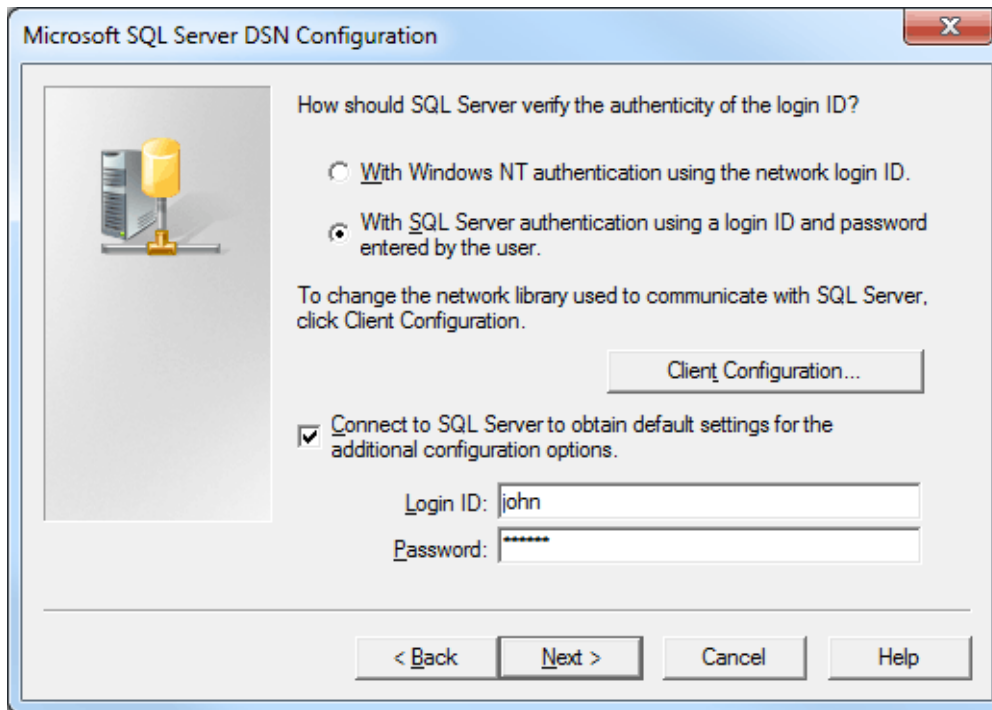 Microsoft SQL Server DSN Configuration
How should SQL Server verify the authenticity of the login ID?
With Windows NT authentication using the network login ID.
With SQL Server authentication using a login ID and password
entered by the user.
To change the network library used to communicate with SQL Server,
click Client Configuration.
Client Configuration...
Connect to SQL Server to obtain default settings for the
additional configuration options.
Login ID: john
Password: ******
< Back Next > Cancel Help